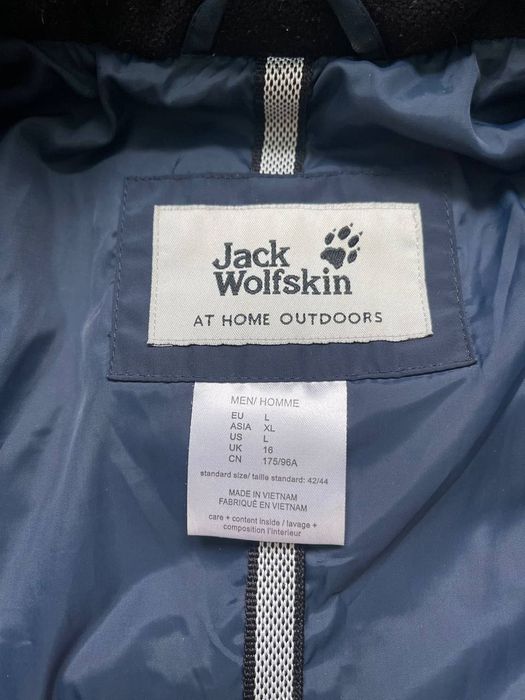 Jack
Wolfskin
AT HOME OUTDOORS
MEN/ HOMME
EU L
ASIA XL
US L
UK 16
CN 175/96A
standard size/ taille standard: 42/44
MADE IN VIETNAM
FABRIQUÉ EN VIETNAM
care + content inside / lavage +
composition l'interieur